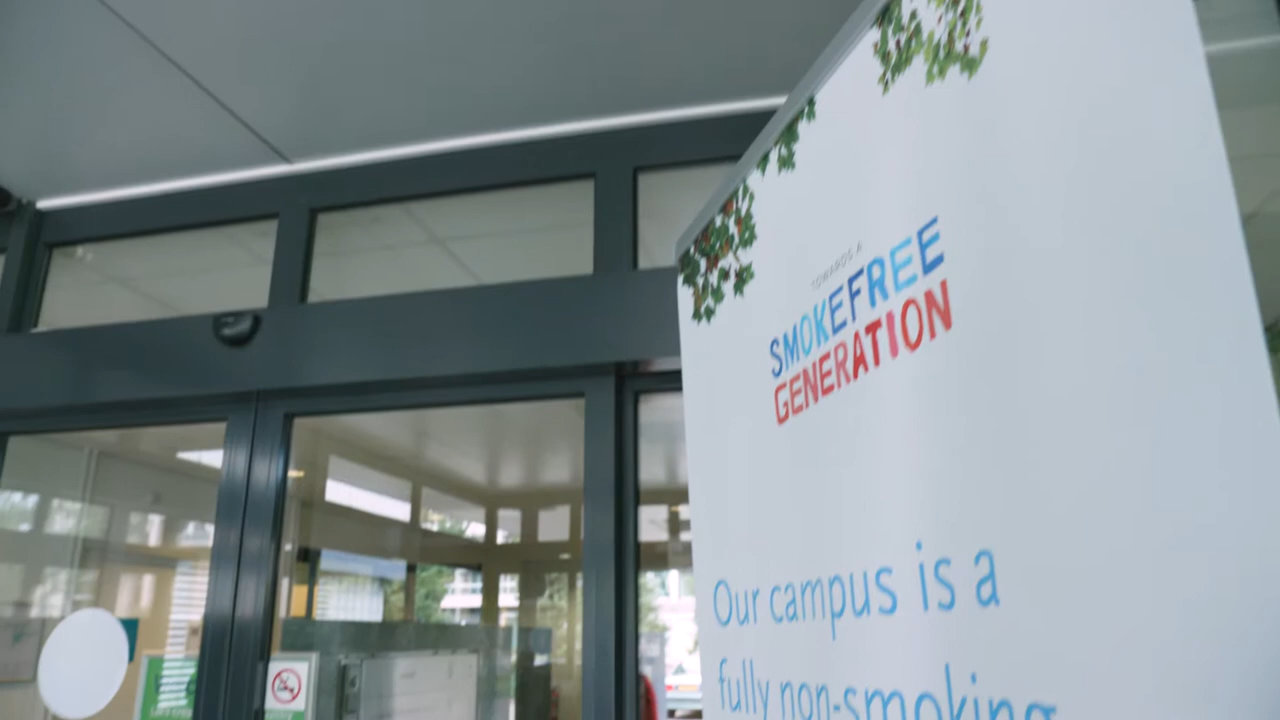 TOWARDS A
SMOKEFREE
GENERATION
Our campus is a
fully non-smoking